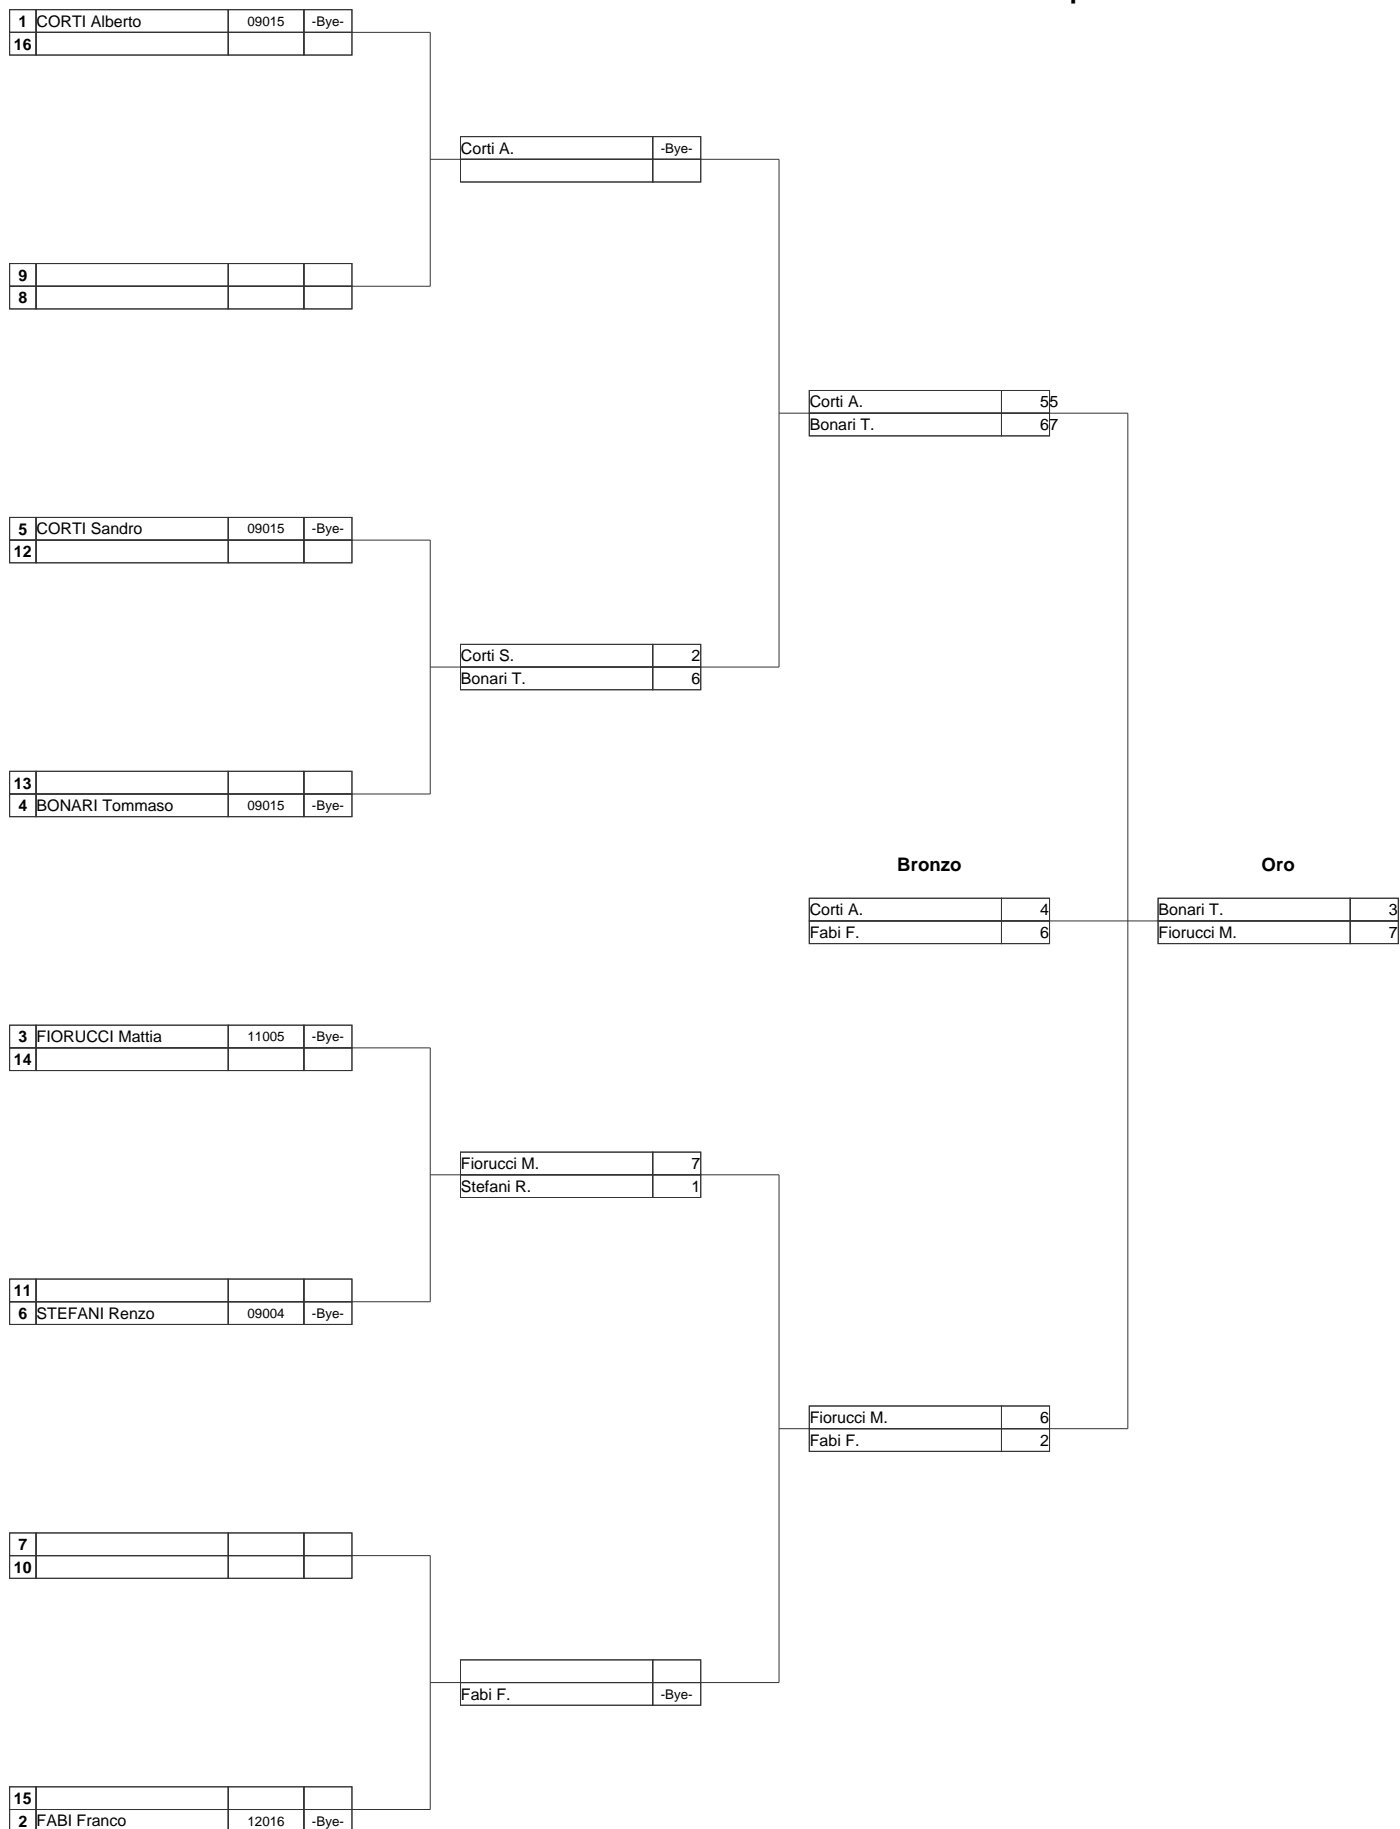 1 CORTI Alberto 09015 -Bye-
16
Corti A. -Bye-
9
8
Corti A. 55
Bonari T. 67
5 CORTI Sandro 09015 -Bye-
12
Corti S. 2
Bonari T. 6
13
4 BONARI Tommaso 09015 -Bye-
Bronzo Oro
Corti A. 4 Bonari T. 3
Fabi F. 6 Fiorucci M. 7
3 FIORUCCI Mattia 11005 -Bye-
14
Fiorucci M. 7
Stefani R. 1
11
6 STEFANI Renzo 09004 -Bye-
Fiorucci M. 6
Fabi F. 2
7
10
Fabi F. -Bye-
15
2 FABI Franco 12016 -Bye-